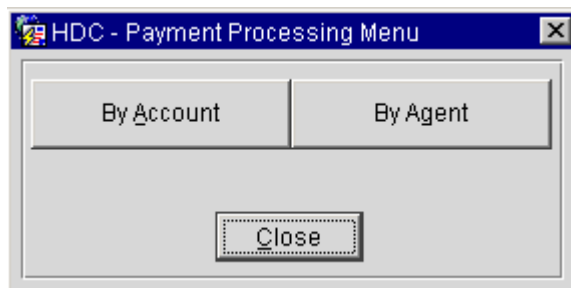 HDC - Payment Processing Menu
By Account
By Agent
Close